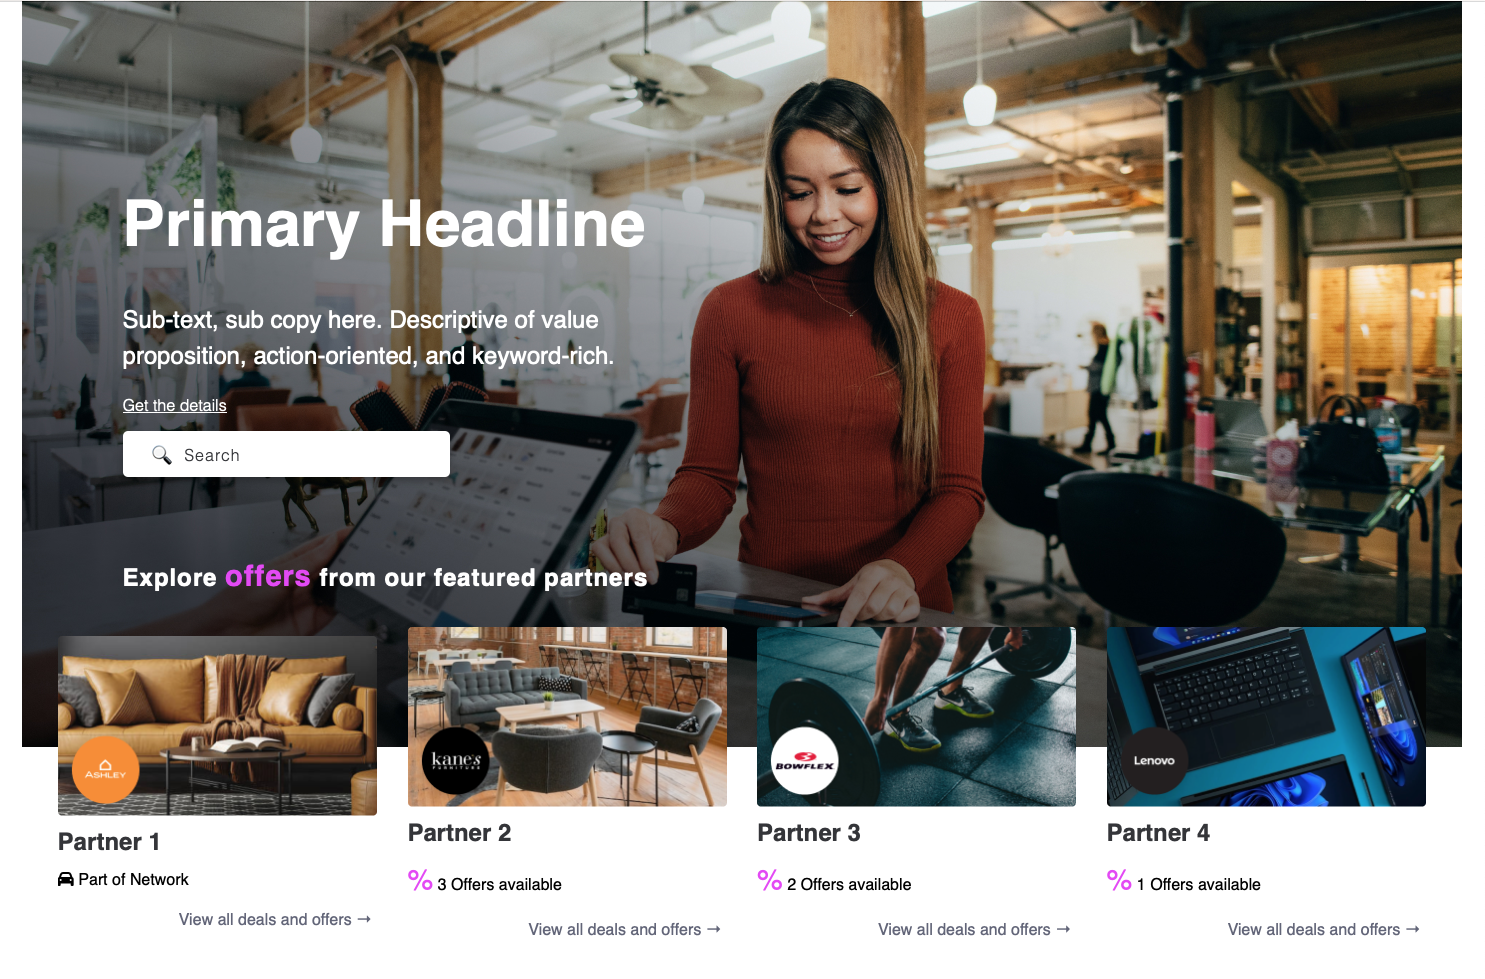 Primary Headline
Sub-text, sub copy here. Descriptive of value
proposition, action-oriented, and keyword-rich.
Get the details
Search
Explore offers from our featured partners
ASHLEY
Partner 1
Part of Network
View all deals and offers →
kane's
FURNITURE
Partner 2
% 3 Offers available
View all deals and offers →
BOWFLEX
Partner 3
% 2 Offers available
View all deals and offers →
Lenovo
Partner 4
% 1 Offers available
View all deals and offers →